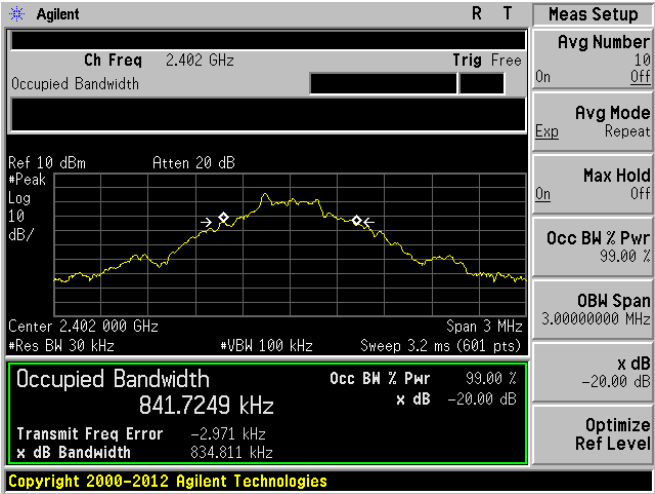 Agilent R T Meas Setup
Ch Freq 2.402 GHz Trig Free
Occupied Bandwidth
Avg Number
10
On Off
Avg Mode
Exp Repeat
Max Hold
On Off
Occ BW % Pwr
99.00 %
OBW Span
3.00000000 MHz
x dB
-20.00 dB
Optimize
Ref Level
Ref 10 dBm Atten 20 dB
#Peak
Log
10
dB/
Center 2.402 000 GHz Span 3 MHz
#Res BW 30 kHz #VBW 100 kHz Sweep 3.2 ms (601 pts)
Occupied Bandwidth Occ BW % Pwr 99.00 %
841.7249 kHz x dB -20.00 dB
Transmit Freq Error -2.971 kHz
x dB Bandwidth 834.811 kHz
Copyright 2000-2012 Agilent Technologies